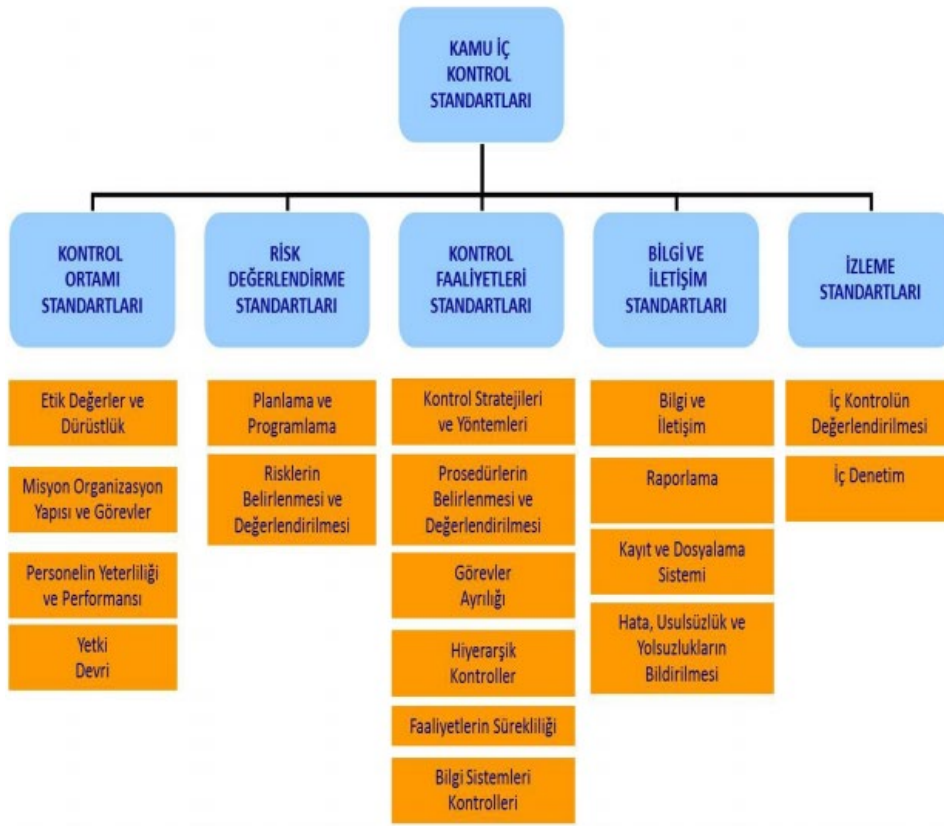 KAMU İÇ
KONTROL
STANDARTLARI
KONTROL
ORTAMI
STANDARTLARI
RİSK
DEĞERLENDİRME
STANDARTLARI
KONTROL
FAALİYETLERİ
STANDARTLARI
BİLGİ VE
İLETİŞİM
STANDARTLARI
İZLEME
STANDARTLARI
Etik Değerler ve
Dürüstlük
Misyon Organizasyon
Yapısı ve Görevler
Personelin Yeterliliği
ve Performansı
Yetki
Devri
Planlama ve
Programlama
Risklerin
Belirlenmesi ve
Değerlendirilmesi
Kontrol Stratejileri
ve Yöntemleri
Prosedürlerin
Belirlenmesi ve
Değerlendirilmesi
Görevler
Ayrılığı
Hiyerarşik
Kontroller
Faaliyetlerin Sürekliliği
Bilgi Sistemleri
Kontrolleri
Bilgi ve
İletişim
Raporlama
Kayıt ve Dosyalama
Sistemi
Hata, Usulsüzlük ve
Yolsuzlukların
Bildirilmesi
İç Kontrolün
Değerlendirilmesi
İç Denetim